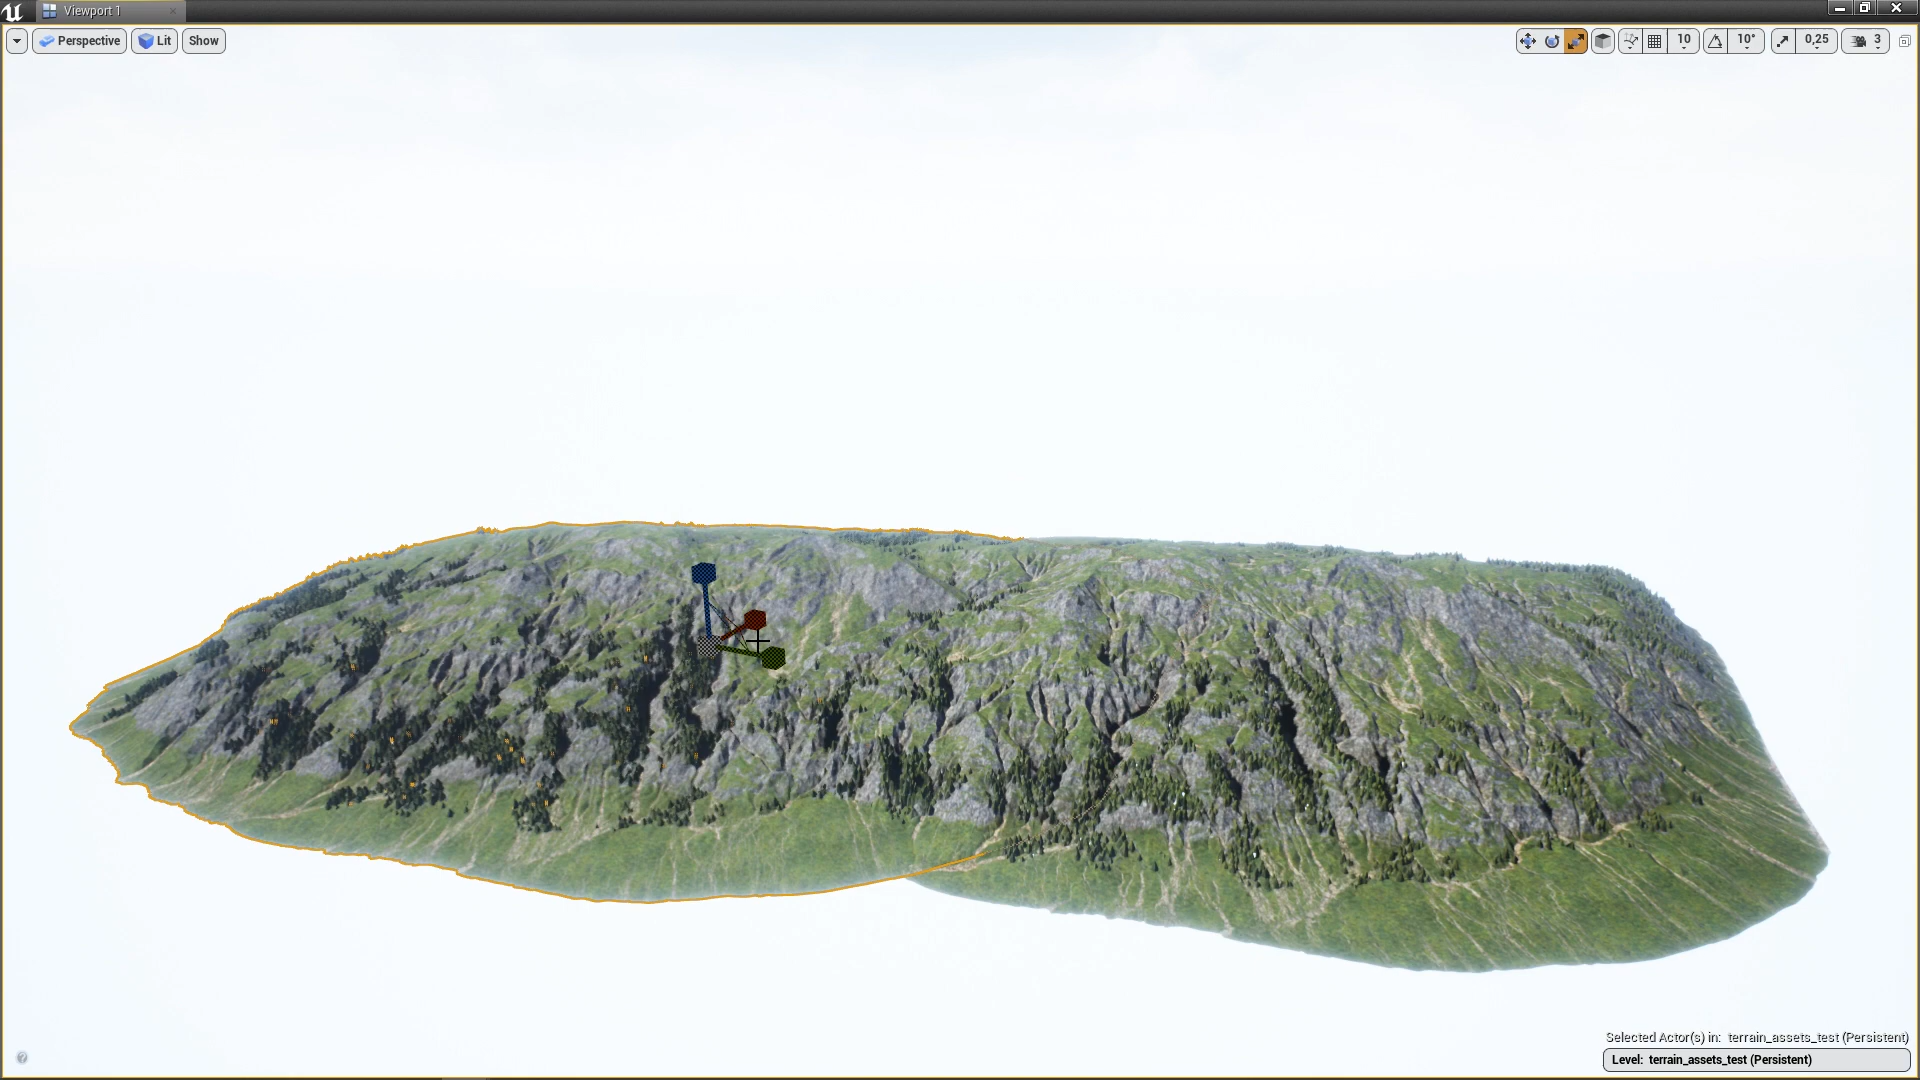 Viewport 1
Perspective
Lit
Show
10
10°
0,25
3
Selected Actor(s) in: terrain_assets_test (Persistent)
Level: terrain_assets_test (Persistent)